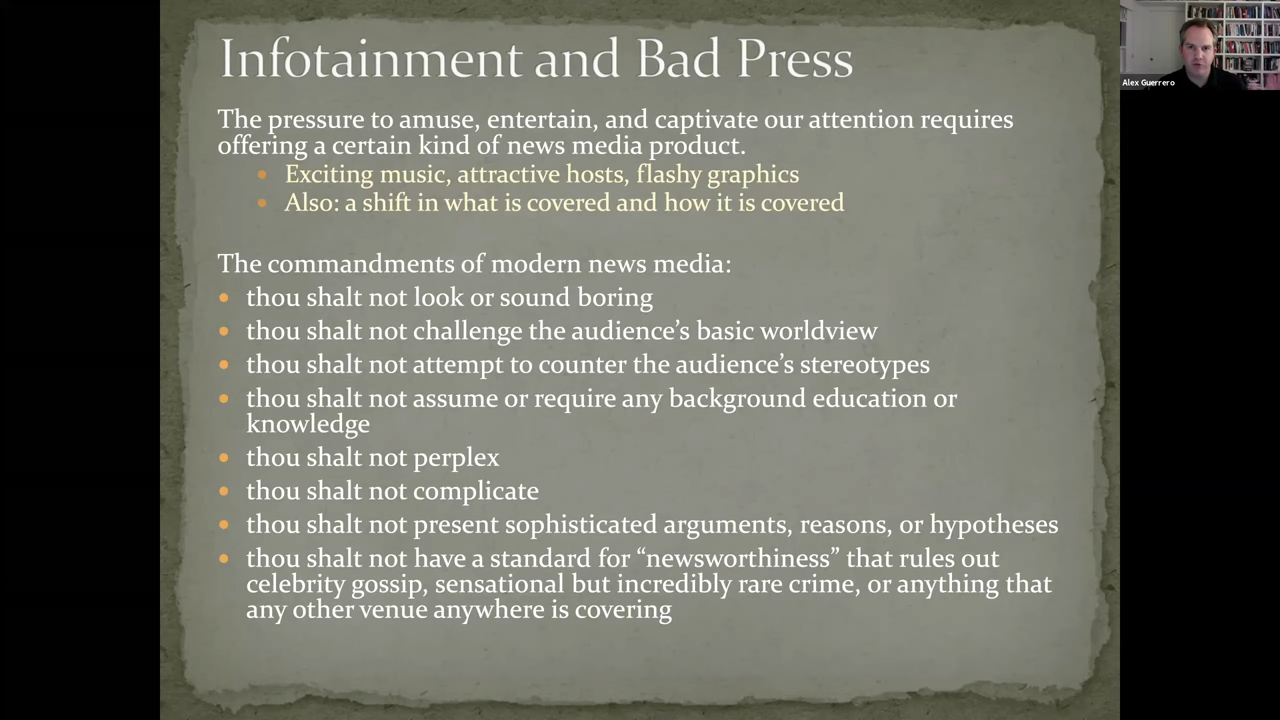 Infotainment and Bad Press
The pressure to amuse, entertain, and captivate our attention requires
offering a certain kind of news media product.
Exciting music, attractive hosts, flashy graphics
Also: a shift in what is covered and how it is covered
The commandments of modern news media:
thou shalt not look or sound boring
thou shalt not challenge the audience’s basic worldview
thou shalt not attempt to counter the audience’s stereotypes
thou shalt not assume or require any background education or
knowledge
thou shalt not perplex
thou shalt not complicate
thou shalt not present sophisticated arguments, reasons, or hypotheses
thou shalt not have a standard for “newsworthiness” that rules out
celebrity gossip, sensational but incredibly rare crime, or anything that
any other venue anywhere is covering
Alex Guerrero